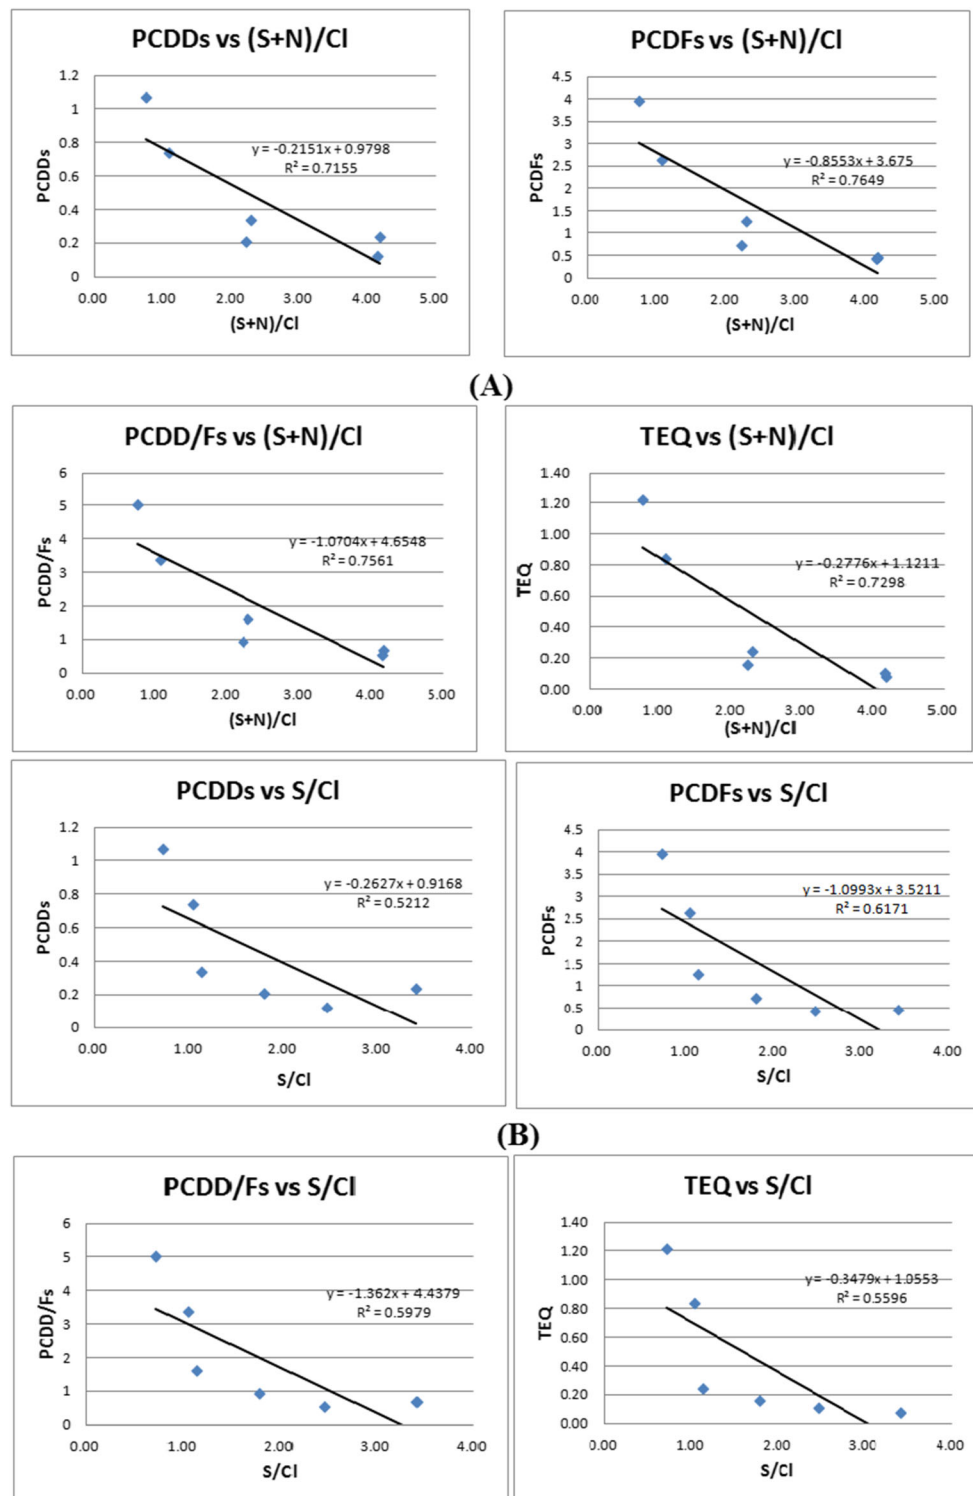 PCDDs vs (S+N)/Cl
PCDDs
1.2
1
0.8
0.6
0.4
0.2
0
y = -0.2151x + 0.9798
R² = 0.7155
0.00 1.00 2.00 3.00 4.00 5.00
(S+N)/Cl
PCDFs vs (S+N)/Cl
PCDFs
4.5
4
3.5
3
2.5
2
1.5
1
0.5
0
y = -0.8553x + 3.675
R² = 0.7649
0.00 1.00 2.00 3.00 4.00 5.00
(S+N)/Cl
(A)
PCDD/Fs vs (S+N)/Cl
PCDD/Fs
6
5
4
3
2
1
0
y = -1.0704x + 4.6548
R² = 0.7561
0.00 1.00 2.00 3.00 4.00 5.00
(S+N)/Cl
TEQ vs (S+N)/Cl
TEQ
1.40
1.20
1.00
0.80
0.60
0.40
0.20
0.00
y = -0.2776x + 1.1211
R² = 0.7298
0.00 1.00 2.00 3.00 4.00 5.00
(S+N)/Cl
PCDDs vs S/Cl
PCDDs
1.2
1
0.8
0.6
0.4
0.2
0
y = -0.2627x + 0.9168
R² = 0.5212
0.00 1.00 2.00 3.00 4.00
S/Cl
PCDFs vs S/Cl
PCDFs
4.5
4
3.5
3
2.5
2
1.5
1
0.5
0
y = -1.0993x + 3.5211
R² = 0.6171
0.00 1.00 2.00 3.00 4.00
S/Cl
(B)
PCDD/Fs vs S/Cl
PCDD/Fs
6
5
4
3
2
1
0
y = -1.362x + 4.4379
R² = 0.5979
0.00 1.00 2.00 3.00 4.00
S/Cl
TEQ vs S/Cl
TEQ
1.40
1.20
1.00
0.80
0.60
0.40
0.20
0.00
y = -0.3479x + 1.0553
R² = 0.5596
0.00 1.00 2.00 3.00 4.00
S/Cl